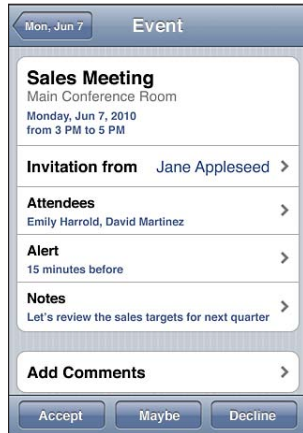 Mon, Jun 7
Event
Sales Meeting
Main Conference Room
Monday, Jun 7, 2010
from 3 PM to 5 PM
Invitation from Jane Appleseed
Attendees
Emily Harrold, David Martinez
Alert
15 minutes before
Notes
Let's review the sales targets for next quarter
Add Comments
Accept Maybe Decline